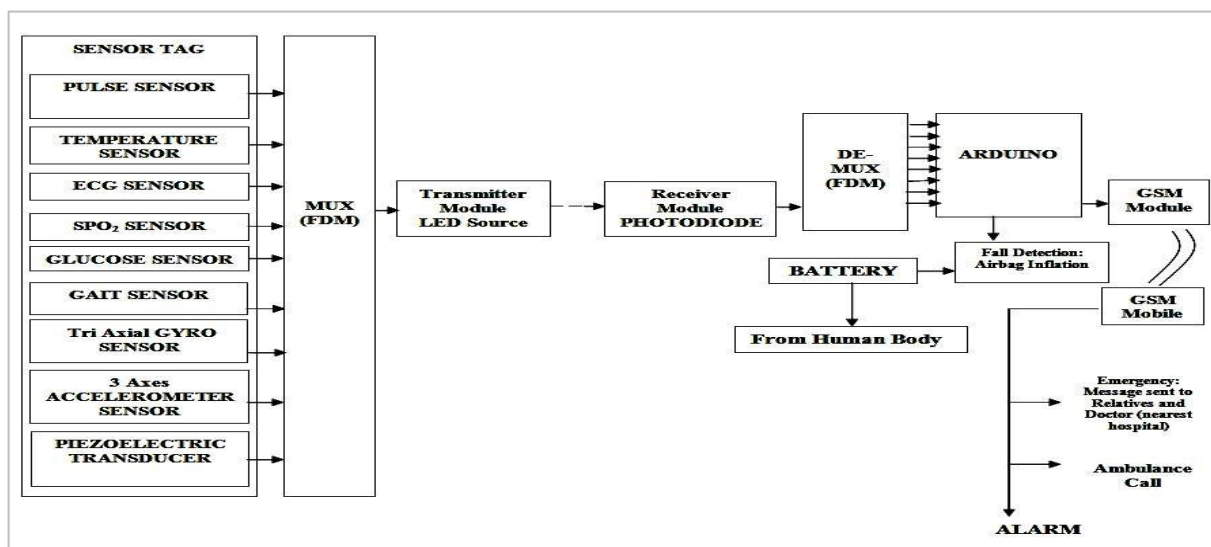 SENSOR TAG
PULSE SENSOR
TEMPERATURE
SENSOR
ECG SENSOR
SPO₂ SENSOR
GLUCOSE SENSOR
GAIT SENSOR
Tri Axial GYRO
SENSOR
3 Axes
ACCELEROMETER
SENSOR
PIEZOELECTRIC
TRANSDUCER
MUX
(FDM)
Transmitter
Module
LED Source
Receiver
Module
PHOTODIODE
DE-
MUX
(FDM)
ARDUINO
GSM
Module
Fall Detection:
Airbag Inflation
BATTERY
From Human Body
GSM
Mobile
Emergency:
Message sent to
Relatives and
Doctor (nearest
hospital)
Ambulance
Call
ALARM